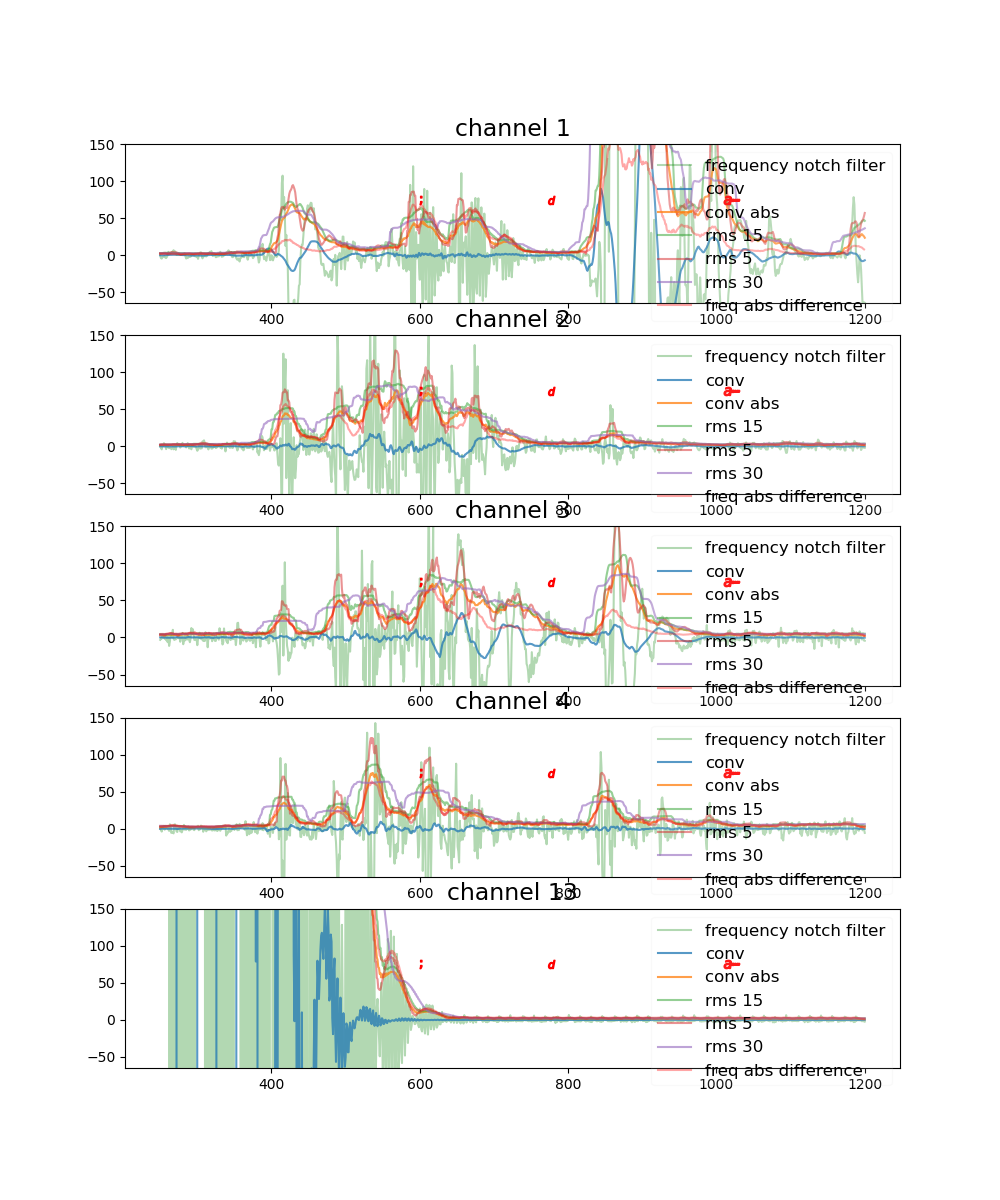 channel 1
150
100
50
0
−50
frequency notch filter
conv
conv abs
rms 15
rms 5
rms 30
freq abs difference
; d a
400 600 800 1000 1200
channel 2
150
100
50
0
−50
frequency notch filter
conv
conv abs
rms 15
rms 5
rms 30
freq abs difference
; d a
400 600 800 1000 1200
channel 3
150
100
50
0
−50
frequency notch filter
conv
conv abs
rms 15
rms 5
rms 30
freq abs difference
; d a
400 600 800 1000 1200
channel 4
150
100
50
0
−50
frequency notch filter
conv
conv abs
rms 15
rms 5
rms 30
freq abs difference
; d a
400 600 800 1000 1200
channel 13
150
100
50
0
−50
frequency notch filter
conv
conv abs
rms 15
rms 5
rms 30
freq abs difference
; d a
400 600 800 1000 1200